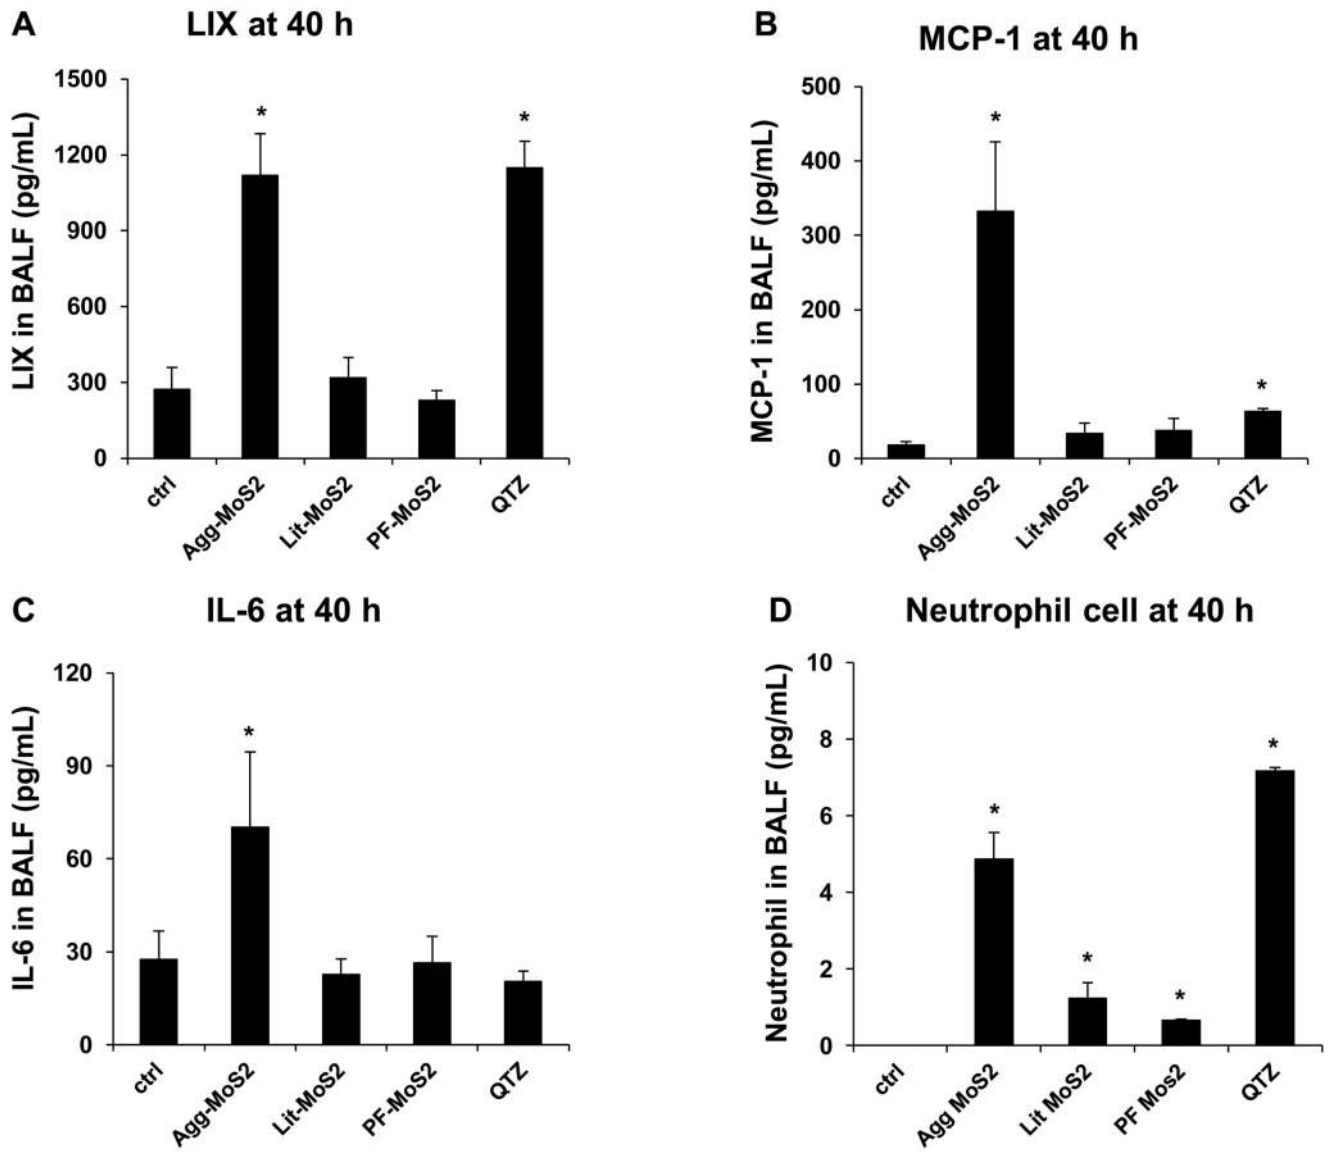 A
LIX at 40 h
LIX in BALF (pg/mL)
1500
1200
900
600
300
0
*
*
ctrl
Agg-MoS2
Lit-MoS2
PF-MoS2
QTZ
B
MCP-1 at 40 h
MCP-1 in BALF (pg/mL)
500
400
300
200
100
0
*
*
ctrl
Agg-MoS2
Lit-MoS2
PF-MoS2
QTZ
C
IL-6 at 40 h
IL-6 in BALF (pg/mL)
120
90
60
30
0
*
ctrl
Agg-MoS2
Lit-MoS2
PF-MoS2
QTZ
D
Neutrophil cell at 40 h
Neutrophil in BALF (pg/mL)
10
8
6
4
2
0
*
*
*
*
ctrl
Agg MoS2
Lit MoS2
PF Mos2
QTZ